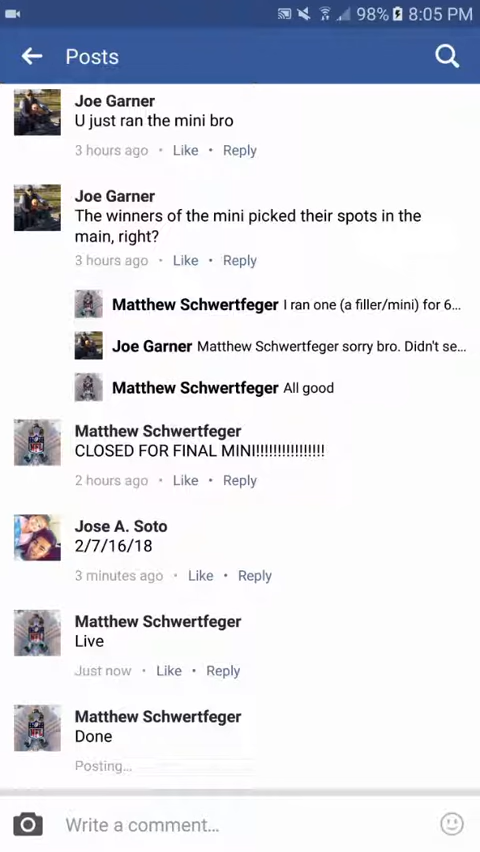 98% 8:05 PM
Posts
Joe Garner
U just ran the mini bro
3 hours ago • Like • Reply
Joe Garner
The winners of the mini picked their spots in the
main, right?
3 hours ago • Like • Reply
Matthew Schwertfeger I ran one (a filler/mini) for 6...
Joe Garner Matthew Schwertfeger sorry bro. Didn't se...
Matthew Schwertfeger All good
Matthew Schwertfeger
CLOSED FOR FINAL MINI!!!!!!!!!!!!!!!!
2 hours ago • Like • Reply
Jose A. Soto
2/7/16/18
3 minutes ago • Like • Reply
Matthew Schwertfeger
Live
Just now • Like • Reply
Matthew Schwertfeger
Done
Posting...
Write a comment...